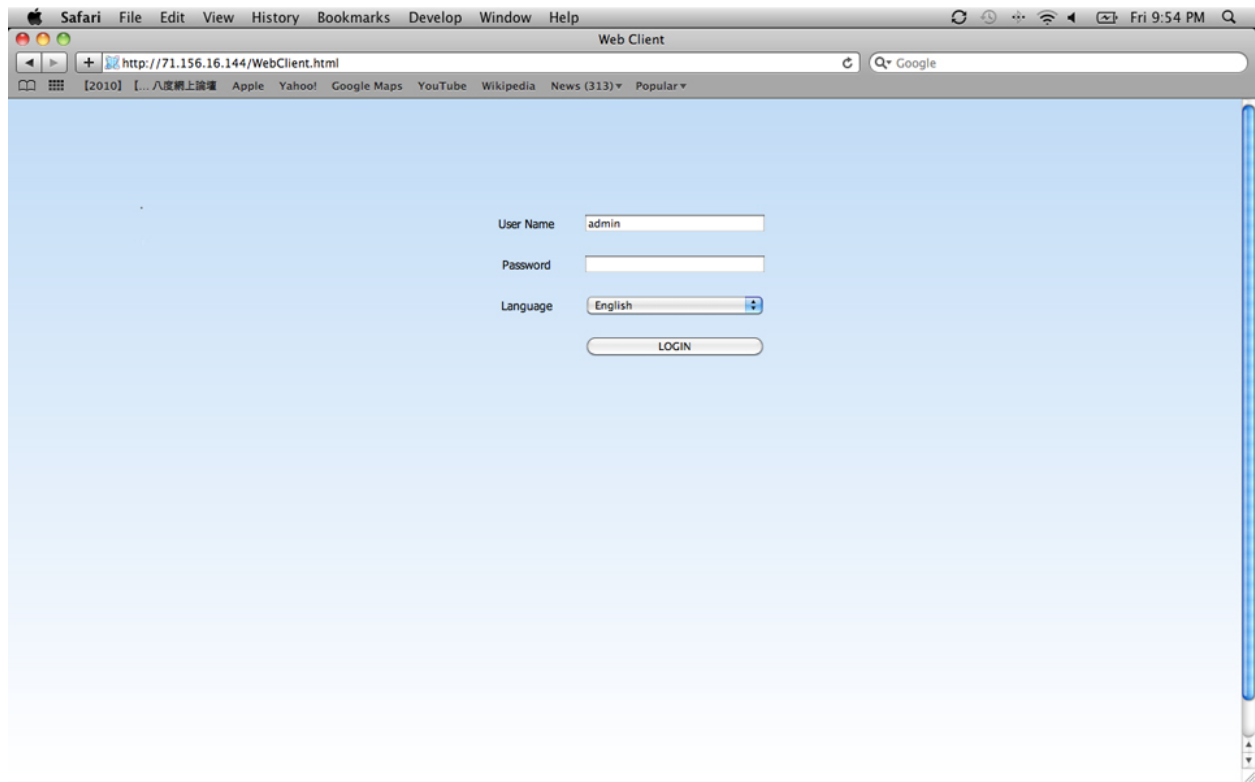 Safari File Edit View History Bookmarks Develop Window Help Fri 9:54 PM
Web Client
http://71.156.16.144/WebClient.html Google
【2010】【... 八度網上論壇 Apple Yahoo! Google Maps YouTube Wikipedia News (313) Popular
User Name admin
Password
Language English
LOGIN